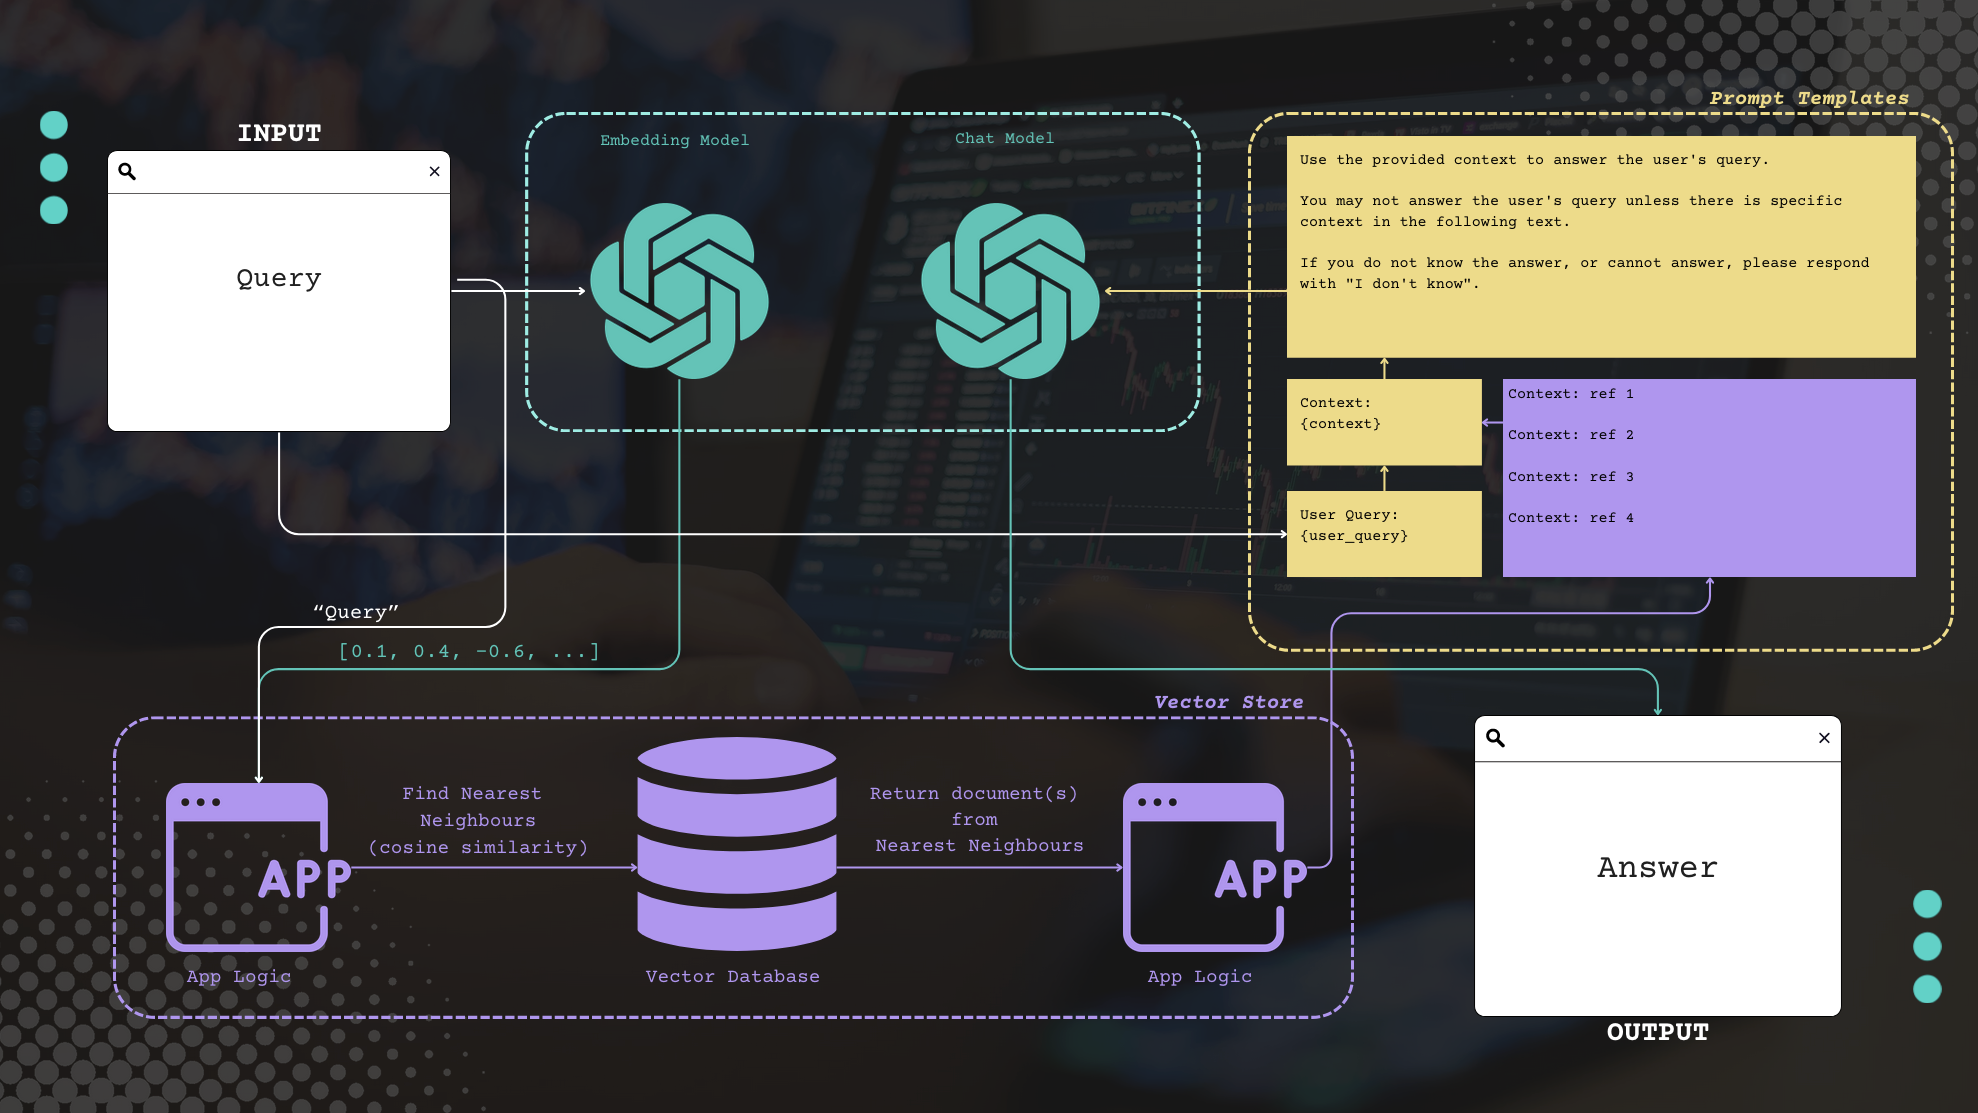 INPUT
Query
Embedding Model
Chat Model
Prompt Templates
Use the provided context to answer the user's query.
You may not answer the user's query unless there is specific
context in the following text.
If you do not know the answer, or cannot answer, please respond
with "I don't know".
Context:
{context}
Context: ref 1
Context: ref 2
Context: ref 3
Context: ref 4
User Query:
{user_query}
“Query”
[0.1, 0.4, -0.6, ...]
Vector Store
APP
App Logic
Find Nearest
Neighbours
(cosine similarity)
Vector Database
Return document(s)
from
Nearest Neighbours
APP
App Logic
Answer
OUTPUT